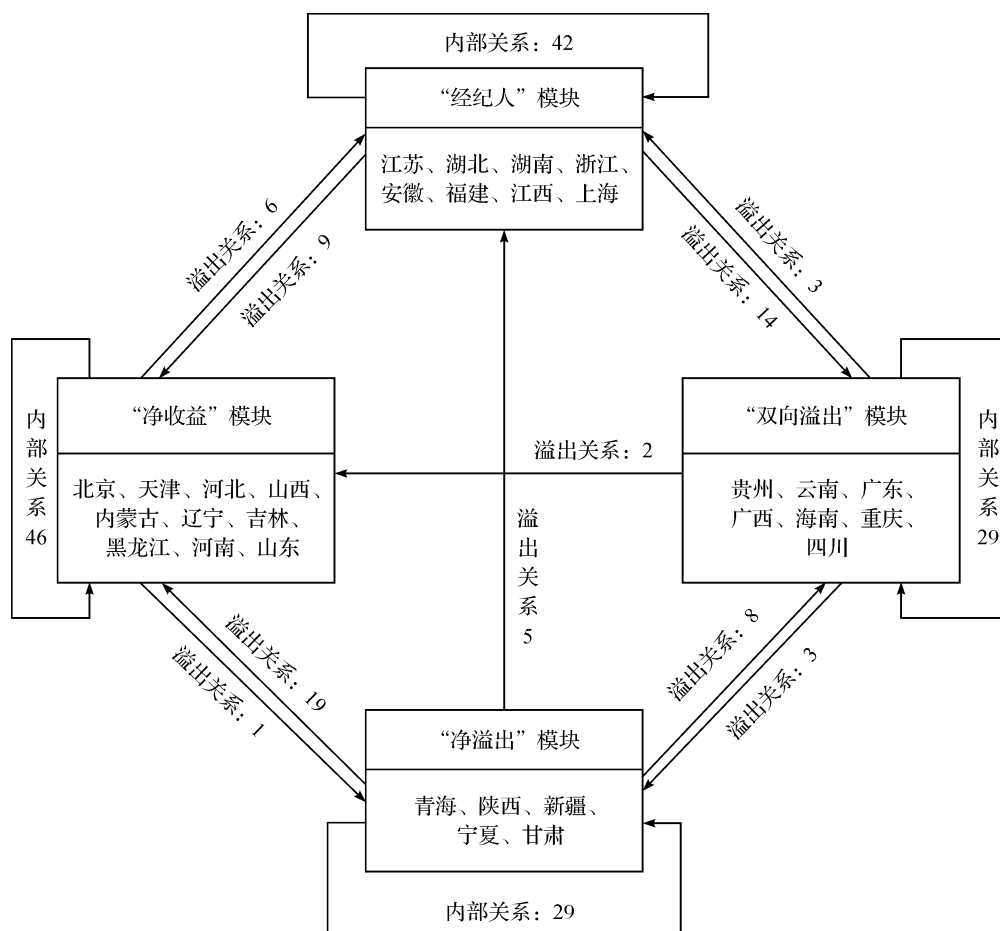 内部关系：42
“经纪人”模块
江苏、湖北、湖南、浙江、
安徽、福建、江西、上海
溢出关系：6
溢出关系：9
溢出关系：3
溢出关系：14
“净收益”模块
北京、天津、河北、山西、
内蒙古、辽宁、吉林、
黑龙江、河南、山东
内部关系
46
溢出关系：2
“双向溢出”模块
贵州、云南、广东、
广西、海南、重庆、
四川
内部关系
29
溢出关系
5
溢出关系：19
溢出关系：1
溢出关系：8
溢出关系：3
“净溢出”模块
青海、陕西、新疆、
宁夏、甘肃
内部关系：29